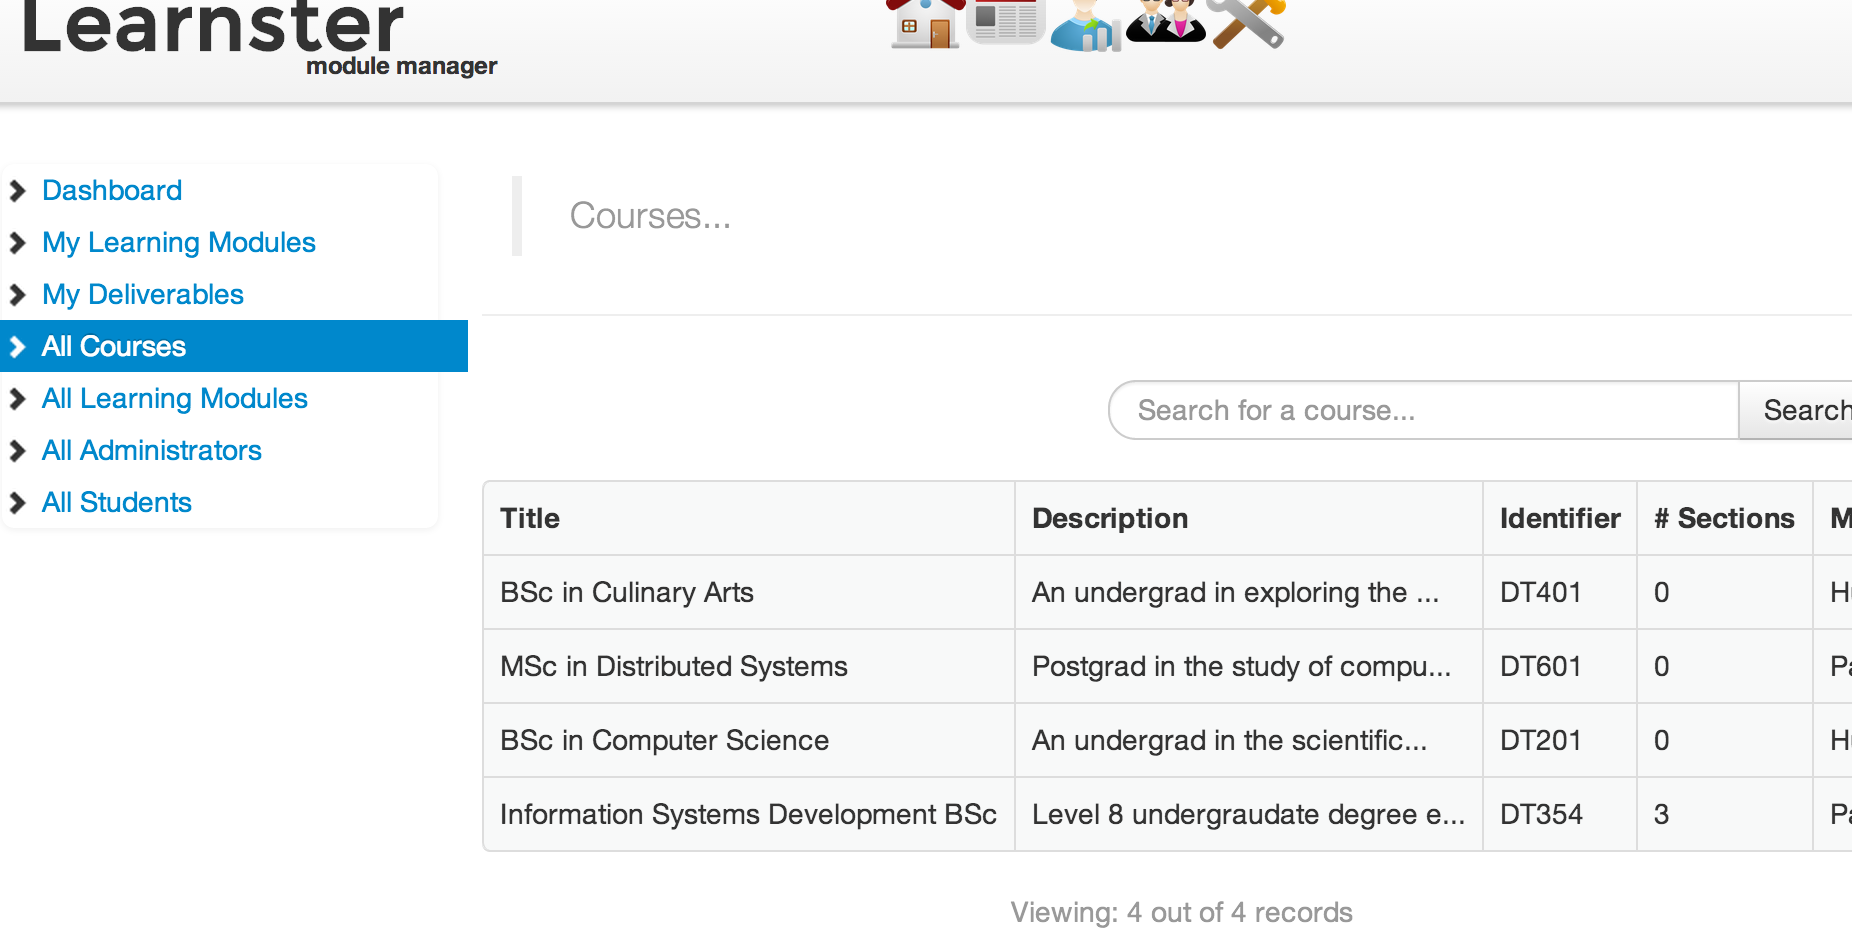 Learnster
module manager
Dashboard
My Learning Modules
My Deliverables
All Courses
All Learning Modules
All Administrators
All Students
Courses...
Search for a course... Search
Title Description Identifier # Sections
BSc in Culinary Arts An undergrad in exploring the ... DT401 0
MSc in Distributed Systems Postgrad in the study of compu... DT601 0
BSc in Computer Science An undergrad in the scientific... DT201 0
Information Systems Development BSc Level 8 undergraudate degree e... DT354 3
Viewing: 4 out of 4 records